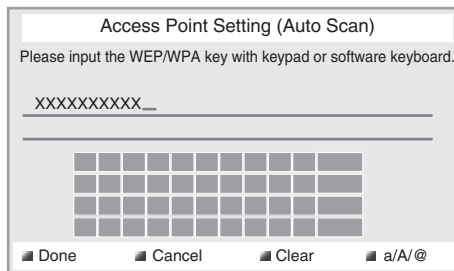 Access Point Setting (Auto Scan)
Please input the WEP/WPA key with keypad or software keyboard.
XXXXXXXXXX_
Done Cancel Clear a/A/@